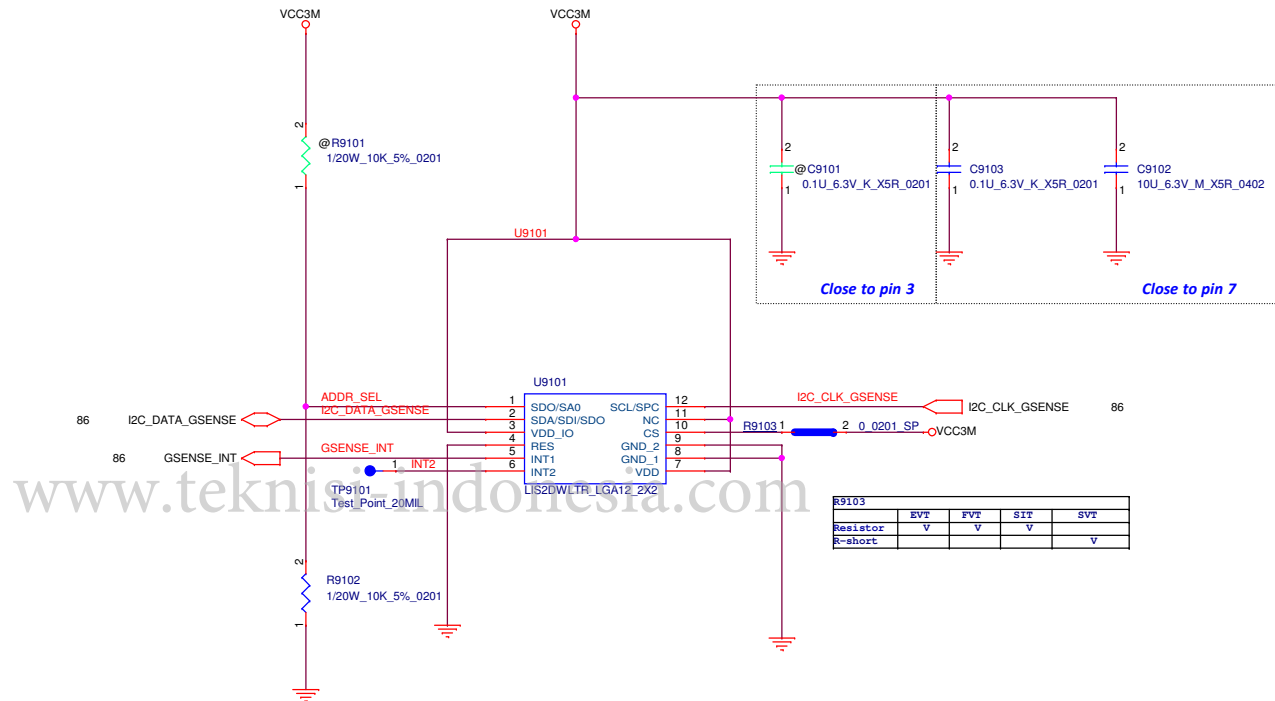 VCC3M
VCC3M
2
@R9101
1/20W_10K_5%_0201
1
2
@C9101
0.1U_6.3V_K_X5R_0201
1
2
C9103
0.1U_6.3V_K_X5R_0201
1
2
C9102
10U_6.3V_M_X5R_0402
1
U9101
Close to pin 3
Close to pin 7
U9101
ADDR_SEL
1
SDO/SA0
SCL/SPC
12
I2C_CLK_GSENSE
I2C_CLK_GSENSE
86
86
I2C_DATA_GSENSE
I2C_DATA_GSENSE
2
SDA/SDI/SDO
NC
11
3
VDD_IO
CS
10
R9103
1
2
0_0201_SP
VCC3M
4
RES
GND_2
9
86
GSENSE_INT
GSENSE_INT
5
INT1
GND_1
8
1
INT2
6
INT2
VDD
7
LIS2DWLTR_LGA12_2X2
TP9101
Test_Point_20MIL
www.teknisi-indonesia.com
R9103
EVT FVT SIT SVT
Resistor V V V
R-short V
2
R9102
1/20W_10K_5%_0201
1